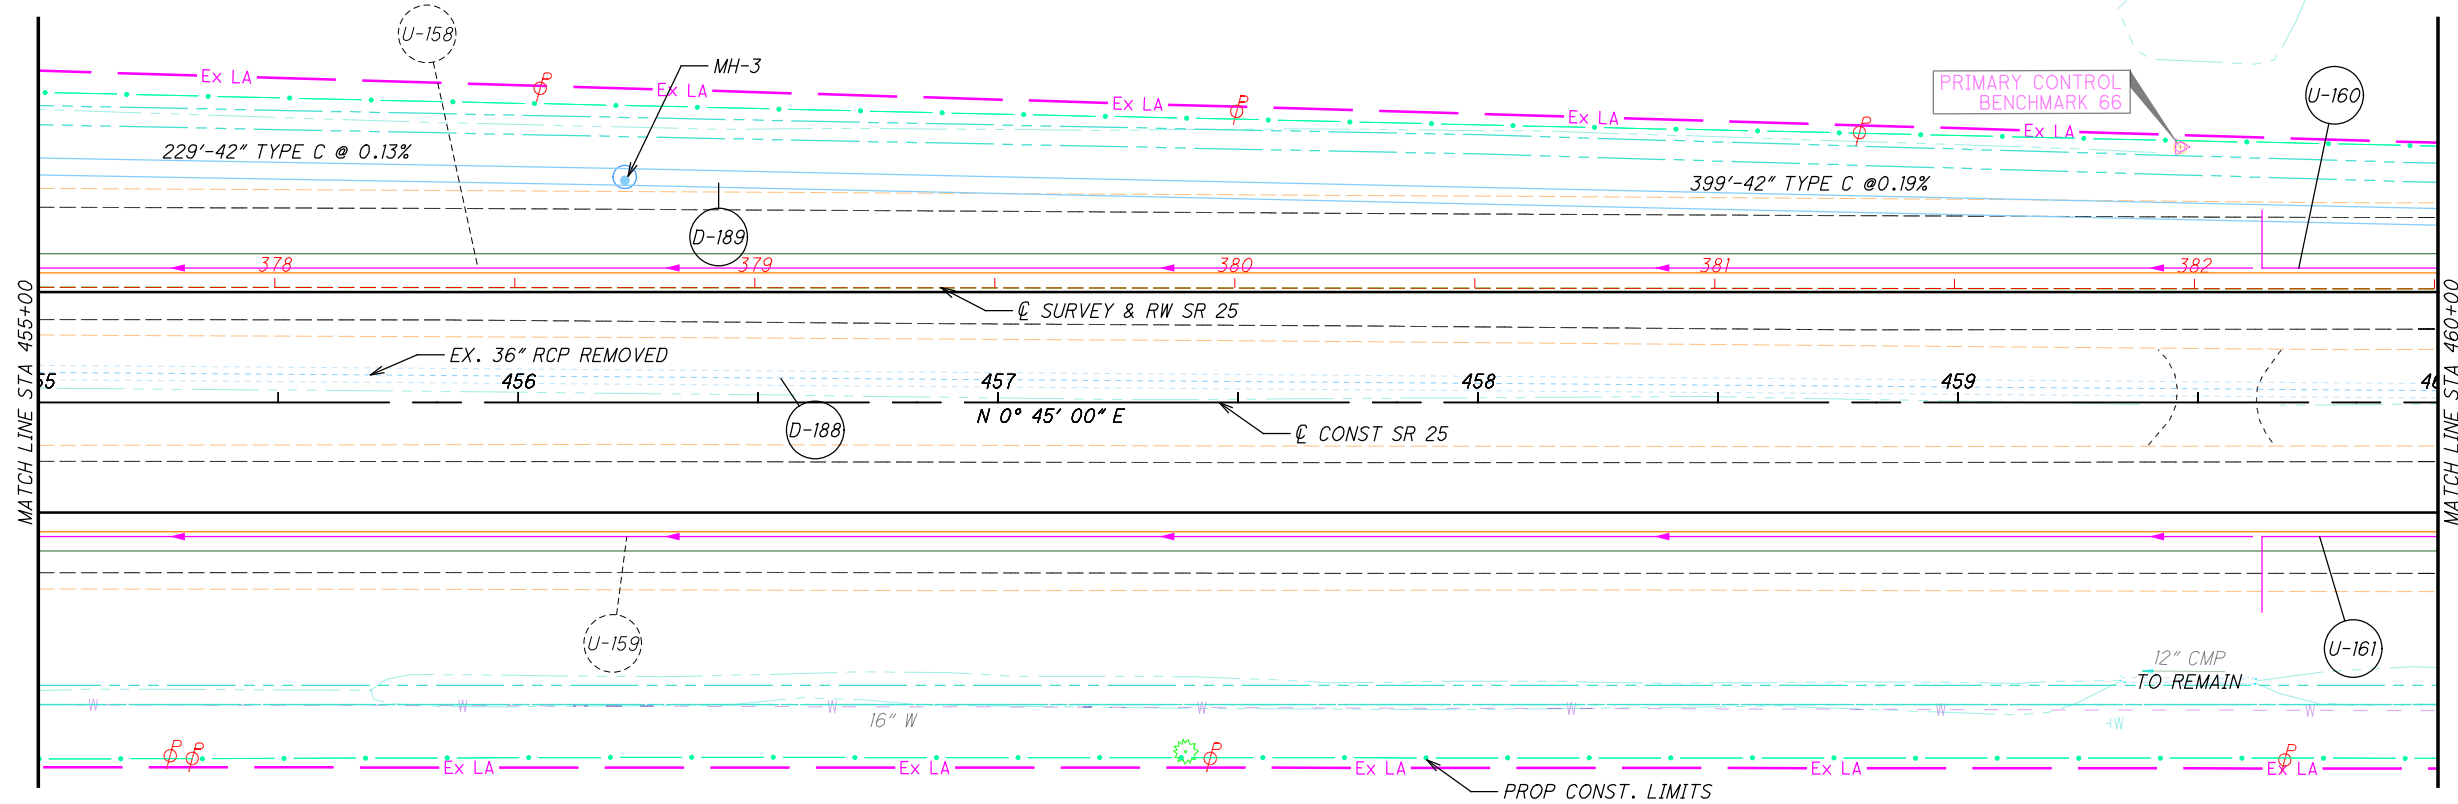 U-158
MH-3
Ex LA
P
Ex LA
Ex LA
P
Ex LA
P
Ex LA
PRIMARY CONTROL
BENCHMARK 66
U-160
229'-42" TYPE C @ 0.13%
399'-42" TYPE C @0.19%
D-189
378
379
380
381
382
℄ SURVEY & RW SR 25
MATCH LINE STA 455+00
MATCH LINE STA 460+00
EX. 36" RCP REMOVED
55
456
457
458
459
46
N 0° 45' 00" E
D-188
℄ CONST SR 25
U-159
U-161
12" CMP
TO REMAIN
W
W
W
W
W
W
W
16" W
W
P
P
P
P
Ex LA
Ex LA
Ex LA
Ex LA
Ex LA
PROP CONST. LIMITS